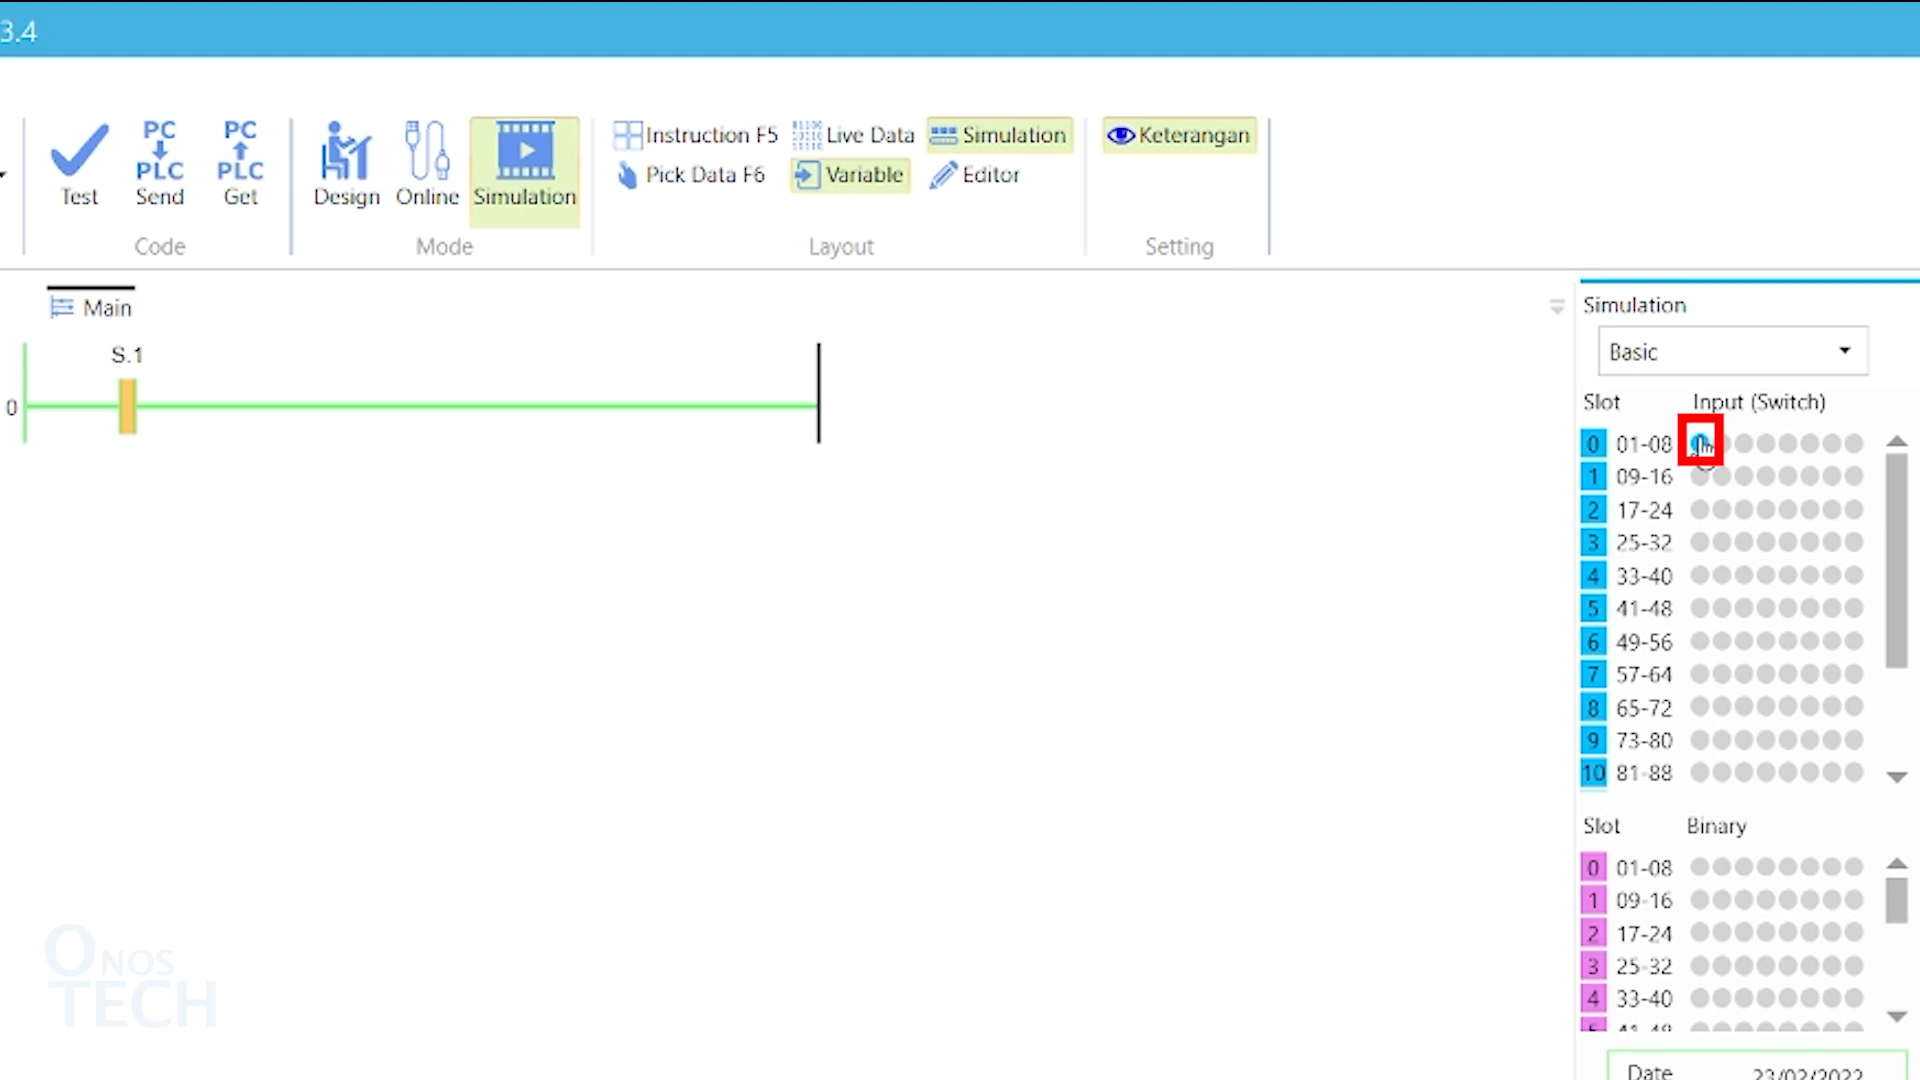 3.4
Test
PC
PLC
Send
PC
PLC
Get
Code
Design
Online
Simulation
Mode
Instruction F5
Live Data
Simulation
Pick Data F6
Variable
Editor
Layout
Keterangan
Setting
Main
S.1
0
Simulation
Basic
Slot Input (Switch)
0 01-08
1 09-16
2 17-24
3 25-32
4 33-40
5 41-48
6 49-56
7 57-64
8 65-72
9 73-80
10 81-88
Slot Binary
0 01-08
1 09-16
2 17-24
3 25-32
4 33-40
Date 23/02/2022
ONOS
TECH